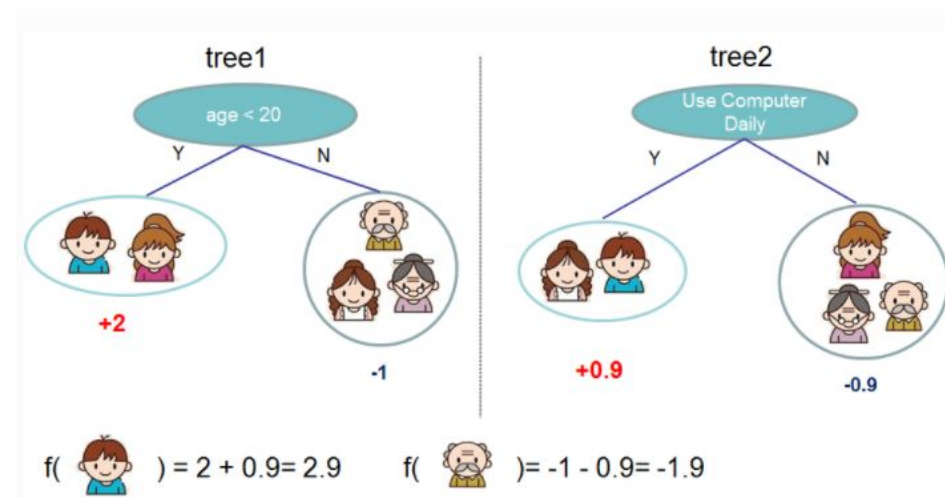 tree1
age < 20
Y
N
+2
-1
tree2
Use Computer
Daily
Y
N
+0.9
-0.9
f( ) = 2 + 0.9= 2.9
f( )= -1 - 0.9= -1.9